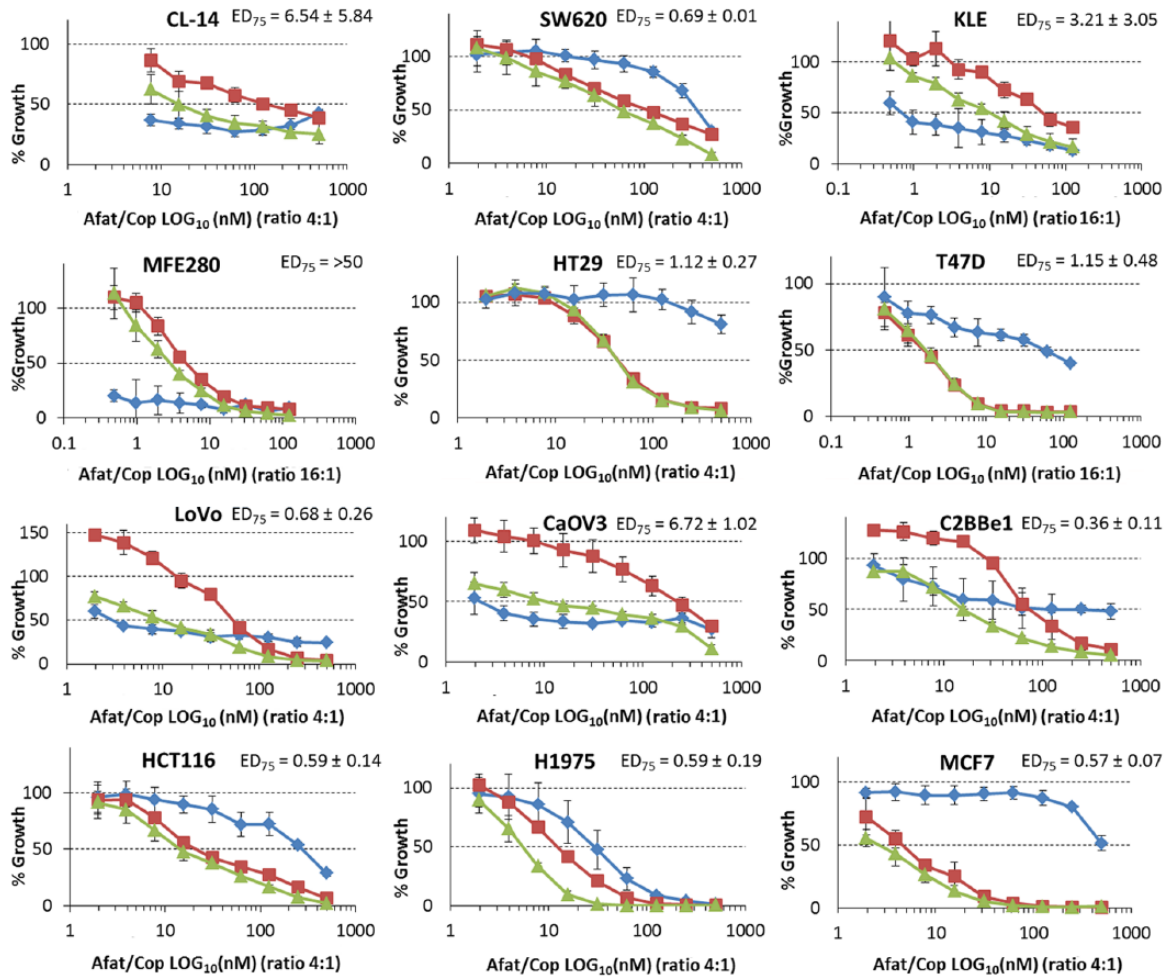 CL-14 ED75 = 6.54 ± 5.84
% Growth
100
50
0
1 10 100 1000
Afat/Cop LOG10 (nM) (ratio 4:1)
SW620 ED75 = 0.69 ± 0.01
% Growth
100
50
0
1 10 100 1000
Afat/Cop LOG10 (nM) (ratio 4:1)
KLE ED75 = 3.21 ± 3.05
%Growth
100
50
0
0.1 1 10 100 1000
Afat/Cop LOG10 (nM) (ratio 16:1)
MFE280 ED75 = >50
%Growth
100
50
0
0.1 1 10 100 1000
Afat/Cop LOG10 (nM) (ratio 16:1)
HT29 ED75 = 1.12 ± 0.27
% Growth
100
50
0
1 10 100 1000
Afat/Cop LOG10(nM) (ratio 4:1)
T47D ED75 = 1.15 ± 0.48
%Growth
100
50
0
0.1 1 10 100 1000
Afat/Cop LOG10 (nM) (ratio 16:1)
LoVo ED75 = 0.68 ± 0.26
% Growth
150
100
50
0
1 10 100 1000
Afat/Cop LOG10 (nM) (ratio 4:1)
CaOV3 ED75 = 6.72 ± 1.02
% Growth
100
50
0
1 10 100 1000
Afat/Cop LOG10(nM) (ratio 4:1)
C2BBe1 ED75 = 0.36 ± 0.11
% Growth
100
50
0
1 10 100 1000
Afat/Cop LOG10(nM) (ratio 4:1)
HCT116 ED75 = 0.59 ± 0.14
% Growth
100
50
0
1 10 100 1000
Afat/Cop LOG10 (nM) (ratio 4:1)
H1975 ED75 = 0.59 ± 0.19
% Growth
100
50
0
1 10 100 1000
Afat/Cop LOG10 (nM) (ratio 4:1)
MCF7 ED75 = 0.57 ± 0.07
% Growth
100
50
0
1 10 100 1000
Afat/Cop LOG10 (nM) (ratio 4:1)